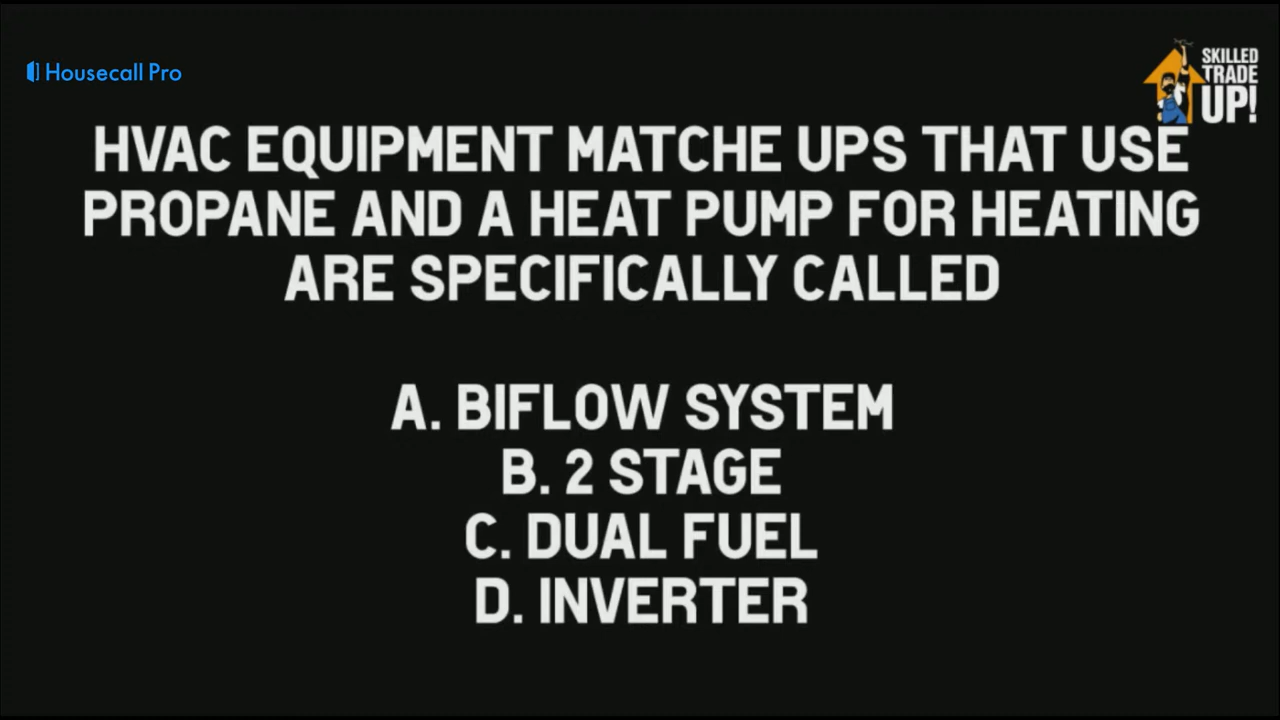 Housecall Pro
SKILLED
TRADE
UP!
HVAC EQUIPMENT MATCHE UPS THAT USE
PROPANE AND A HEAT PUMP FOR HEATING
ARE SPECIFICALLY CALLED
A. BIFLOW SYSTEM
B. 2 STAGE
C. DUAL FUEL
D. INVERTER